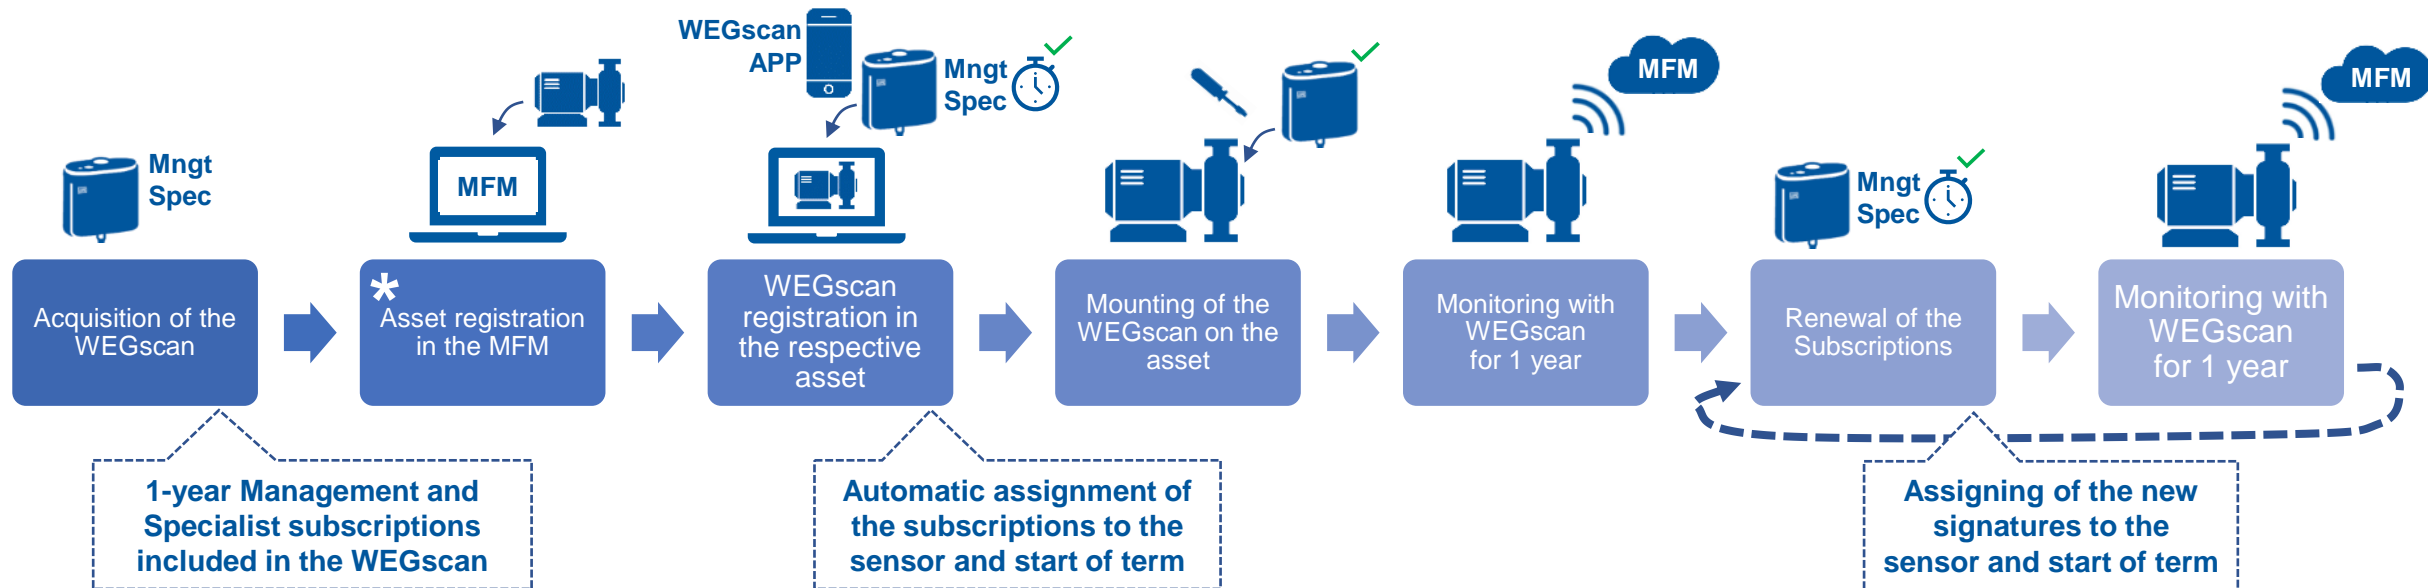 WEGscan
APP
Mngt
Spec
MFM
MFM
Mngt
Spec
MFM
Mngt
Spec
Acquisition of the
WEGscan
*
Asset registration
in the MFM
WEGscan
registration in
the respective
asset
Mounting of the
WEGscan on the
asset
Monitoring with
WEGscan
for 1 year
Renewal of the
Subscriptions
Monitoring with
WEGscan
for 1 year
1-year Management and
Specialist subscriptions
included in the WEGscan
Automatic assignment of
the subscriptions to the
sensor and start of term
Assigning of the new
signatures to the
sensor and start of term